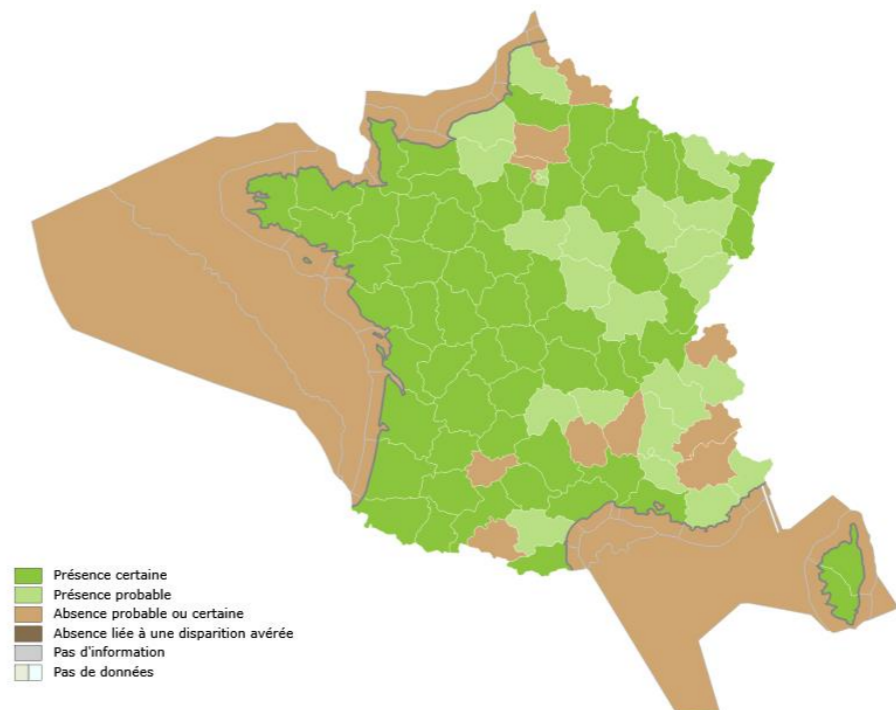 Présence certaine
Présence probable
Absence probable ou certaine
Absence liée à une disparition avérée
Pas d'information
Pas de données